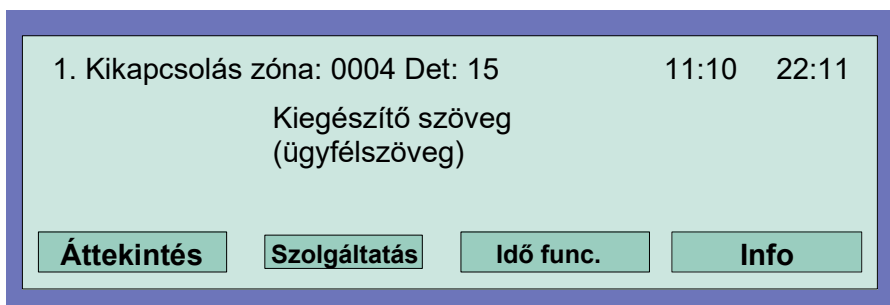 1. Kikapcsolás zóna: 0004 Det: 15 11:10 22:11
Kiegészítő szöveg
(ügyfélszöveg)
Áttekintés Szolgáltatás Idő func. Info